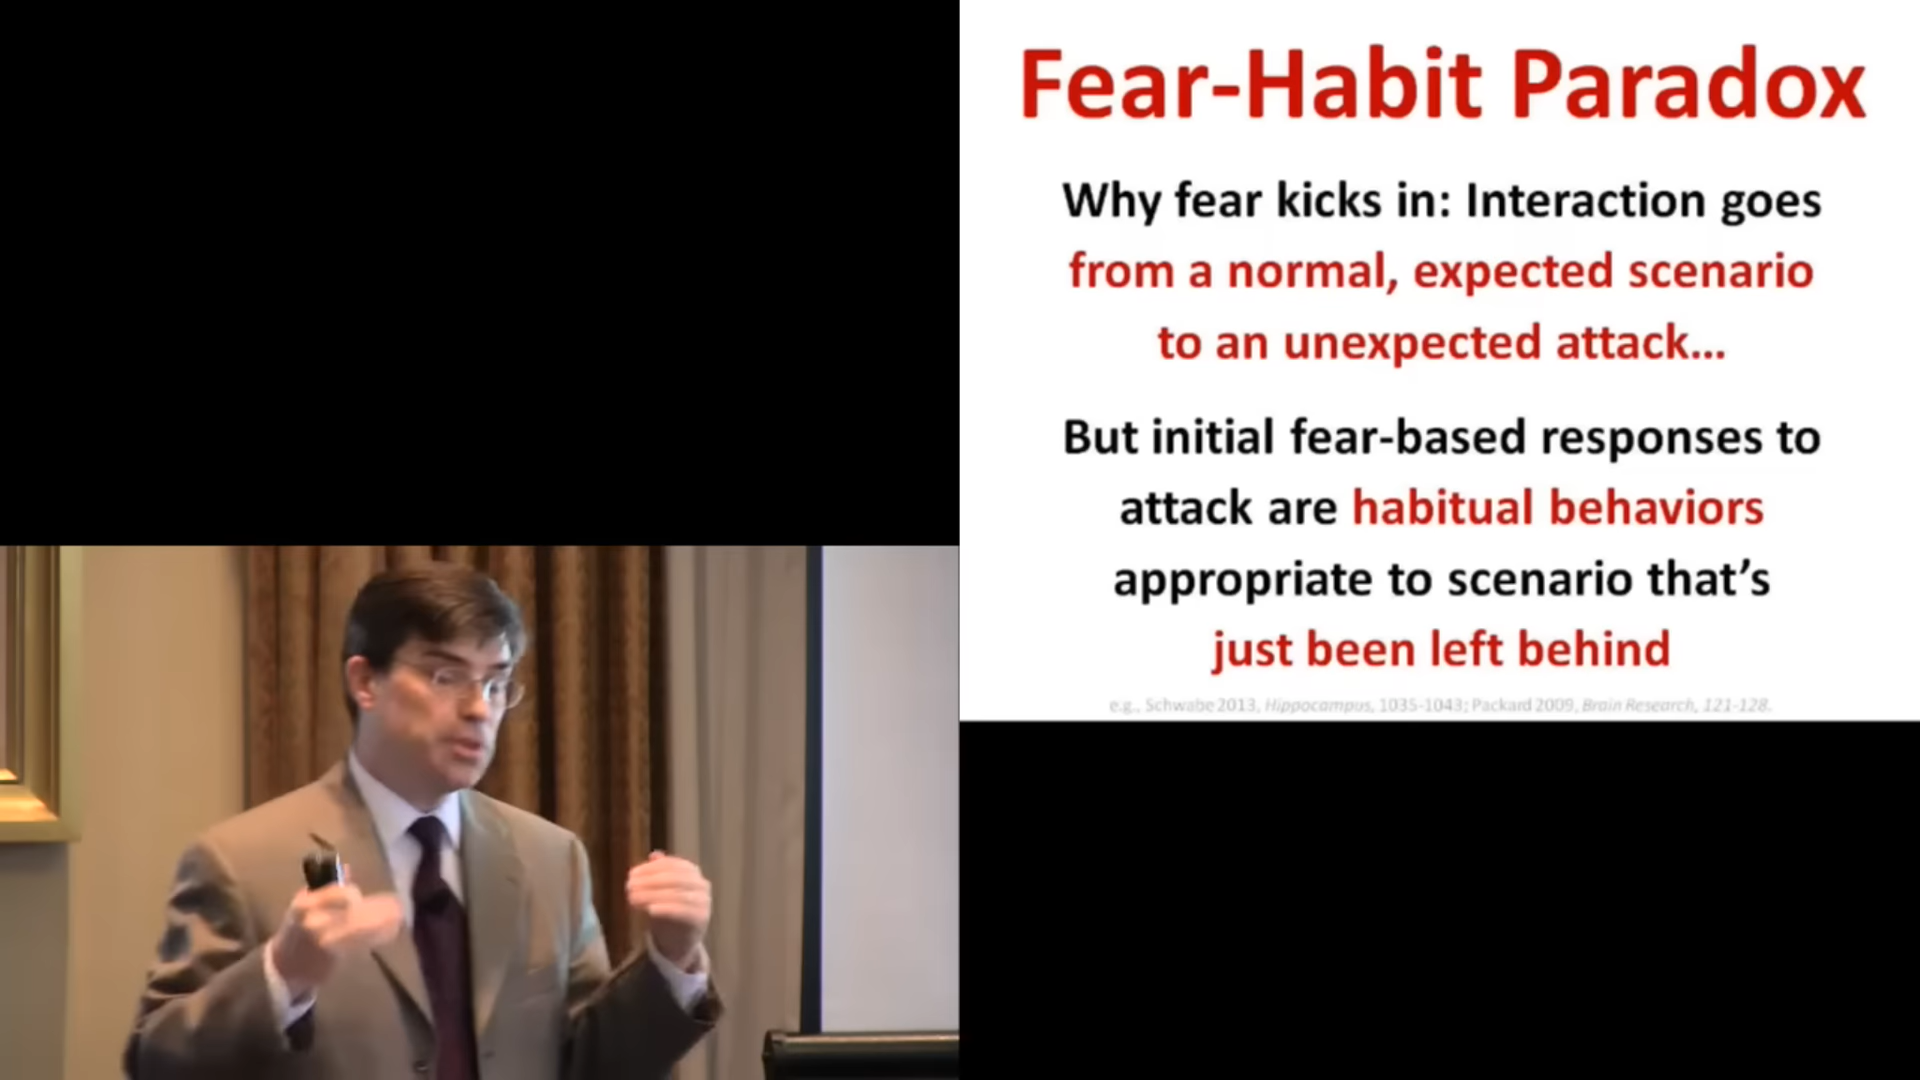 Fear-Habit Paradox
Why fear kicks in: Interaction goes
from a normal, expected scenario
to an unexpected attack...
But initial fear-based responses to
attack are habitual behaviors
appropriate to scenario that's
just been left behind
e.g., Schwabe 2013, Hippocampus, 1035-1043; Packard 2009, Brain Research, 121-128.